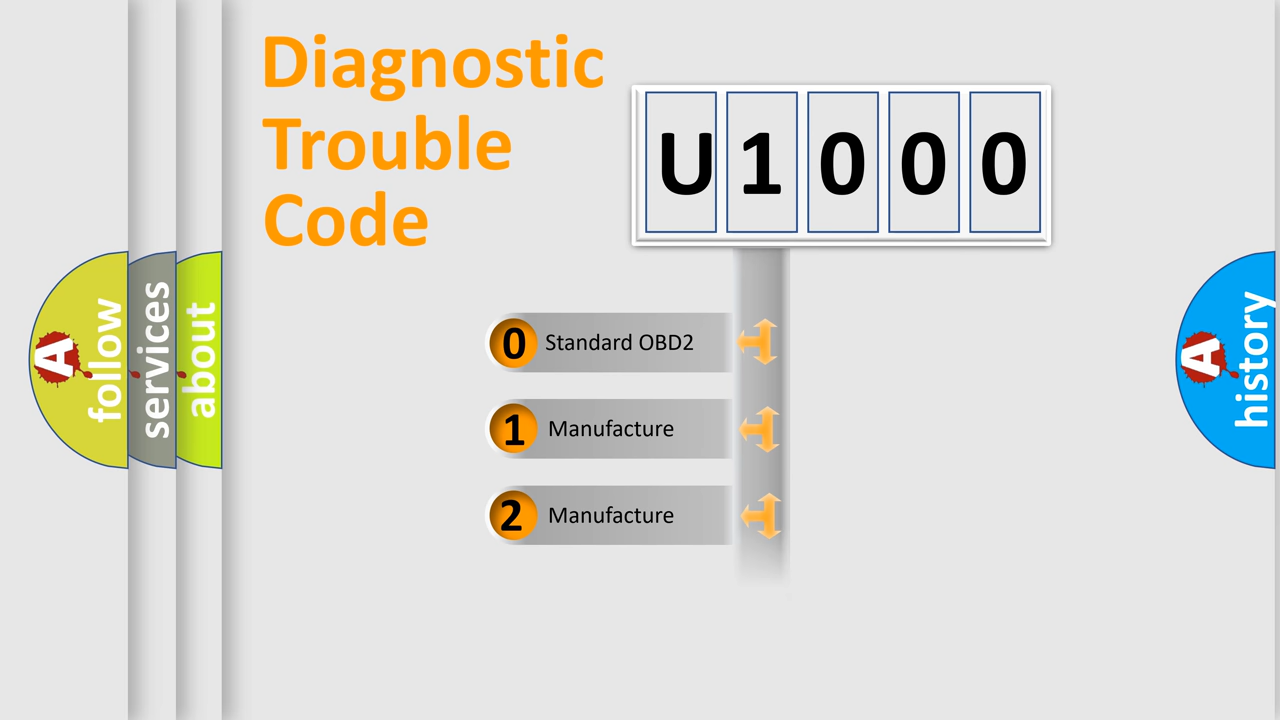 Diagnostic
Trouble
Code
U1000
0 Standard OBD2
1 Manufacture
2 Manufacture
A follow
services
about
A history